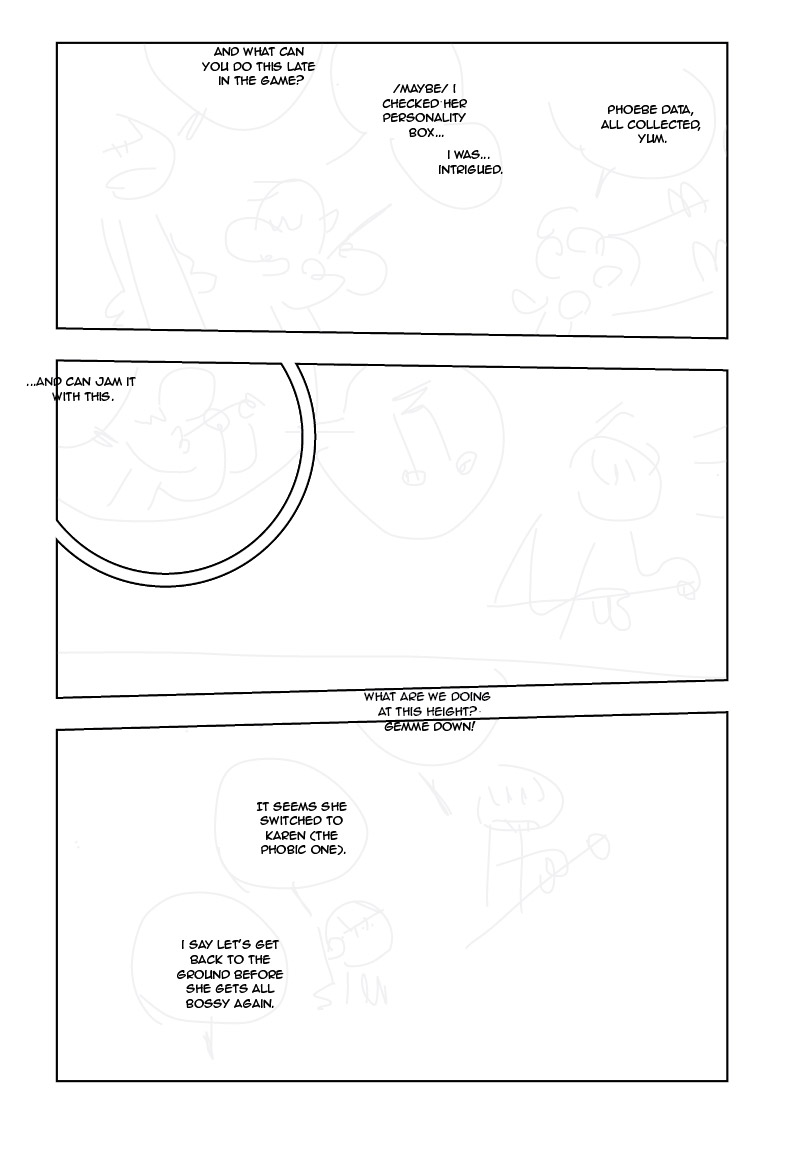 AND WHAT CAN
YOU DO THIS LATE
IN THE GAME?
/MAYBE/ I
CHECKED HER
PERSONALITY
BOX...
I WAS...
INTRIGUED.
PHOEBE DATA,
ALL COLLECTED,
YUM.
...AND CAN JAM IT
WITH THIS.
WHAT ARE WE DOING
AT THIS HEIGHT?
GEMME DOWN!
IT SEEMS SHE
SWITCHED TO
KAREN (THE
PHOBIC ONE).
I SAY LET'S GET
BACK TO THE
GROUND BEFORE
SHE GETS ALL
BOSSY AGAIN.